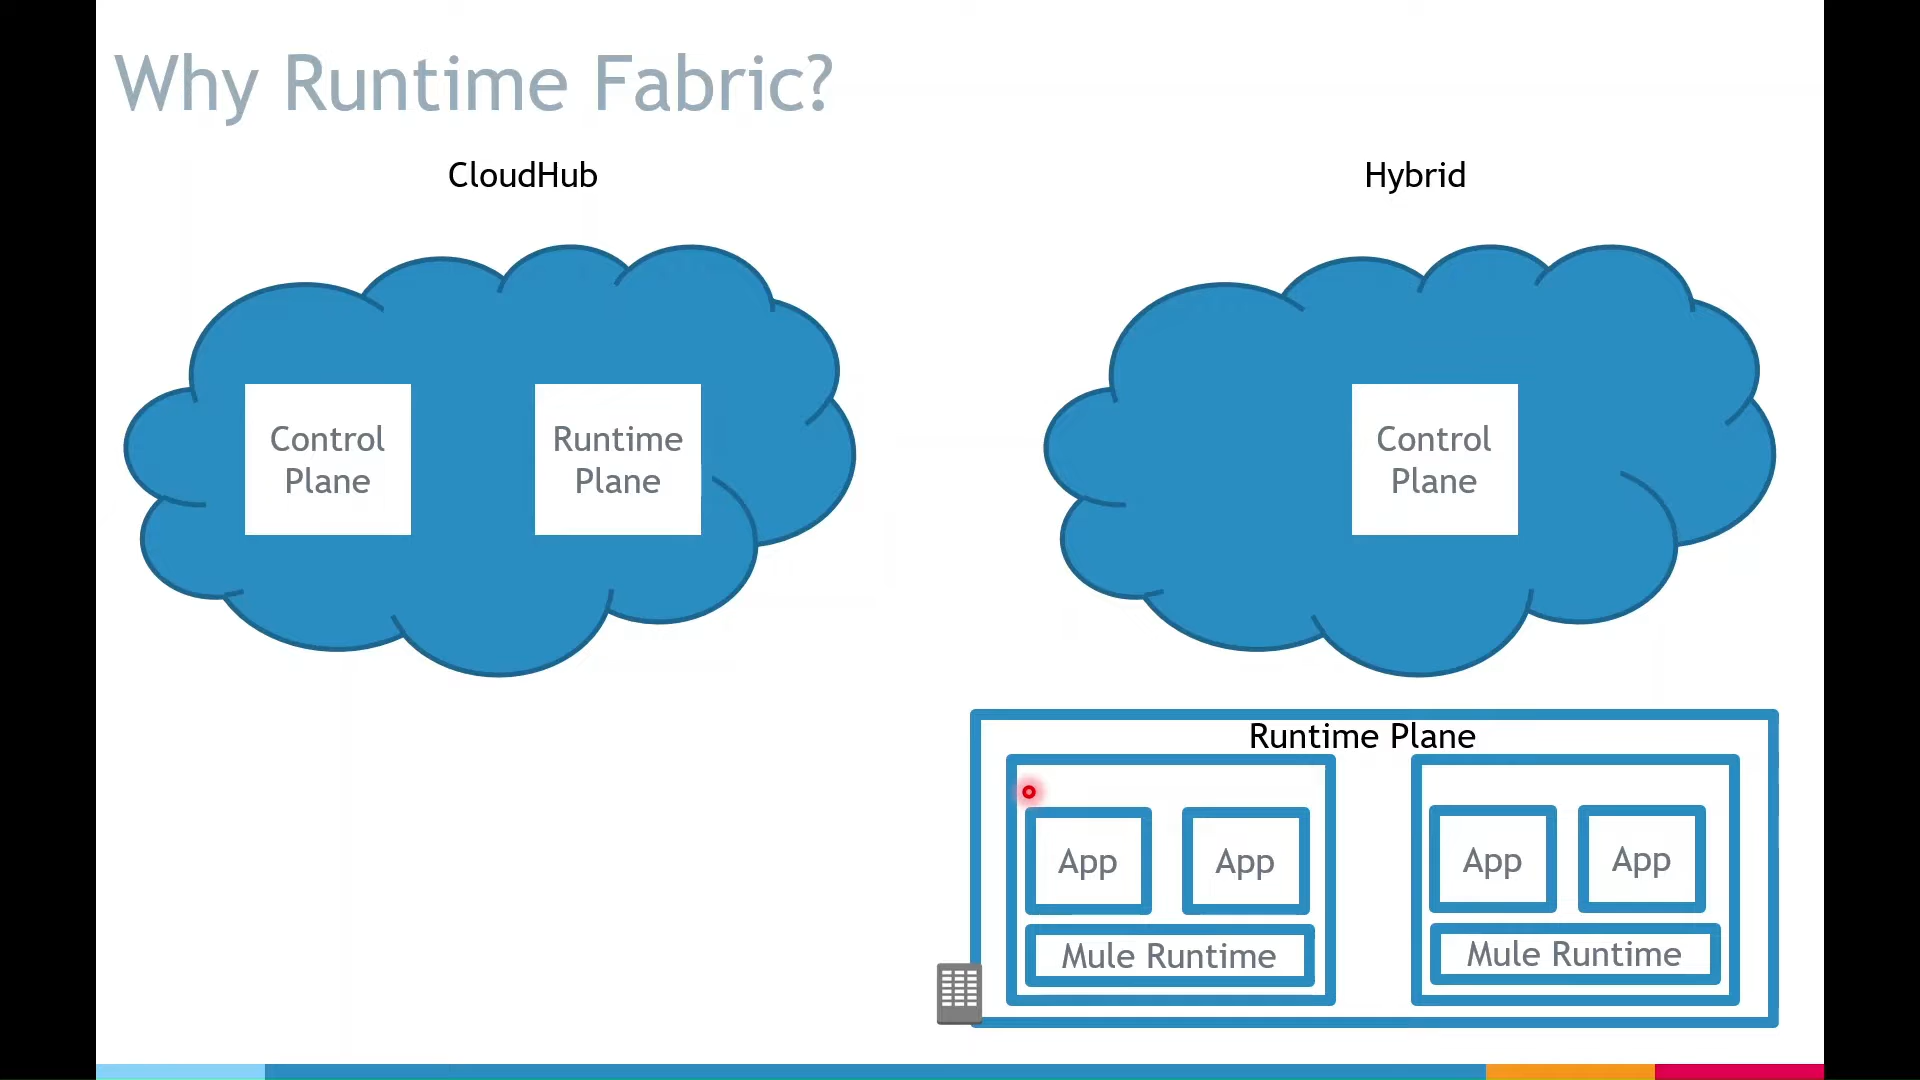 Why Runtime Fabric?
CloudHub
Hybrid
Control
Plane
Runtime
Plane
Control
Plane
Runtime Plane
App
App
Mule Runtime
App
App
Mule Runtime